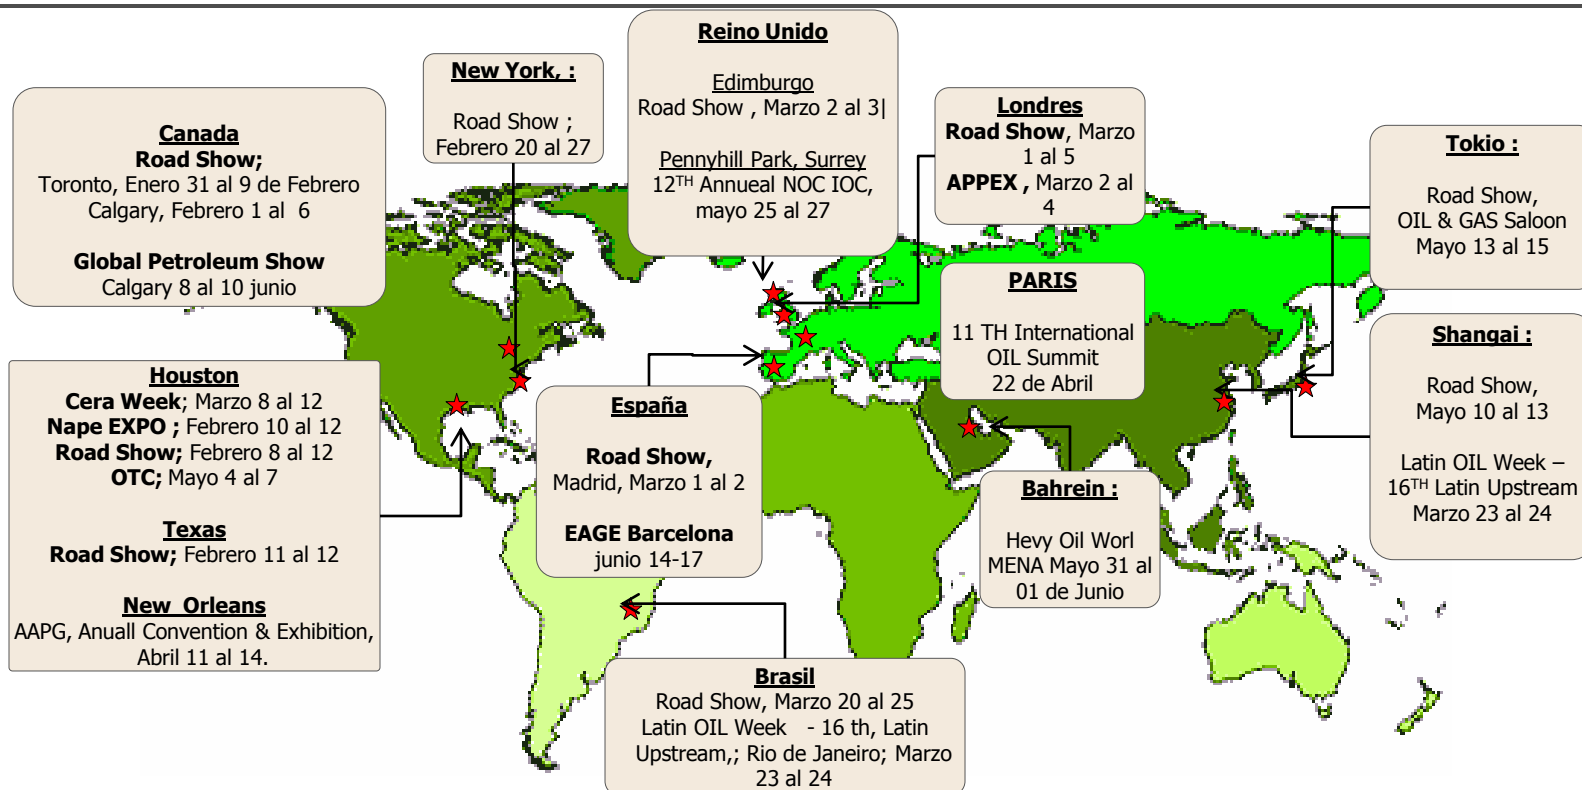 Reino Unido
Edimburgo
Road Show , Marzo 2 al 3|
Pennyhill Park, Surrey
12TH Annueal NOC IOC,
mayo 25 al 27
New York, :
Road Show ;
Febrero 20 al 27
Londres
Road Show, Marzo
1 al 5
APPEX , Marzo 2 al
4
Canada
Road Show;
Toronto, Enero 31 al 9 de Febrero
Calgary, Febrero 1 al 6
Global Petroleum Show
Calgary 8 al 10 junio
Tokio :
Road Show,
OIL & GAS Saloon
Mayo 13 al 15
PARIS
11 TH International
OIL Summit
22 de Abril
Shangai :
Road Show,
Mayo 10 al 13
Latin OIL Week –
16TH Latin Upstream
Marzo 23 al 24
Houston
Cera Week; Marzo 8 al 12
Nape EXPO ; Febrero 10 al 12
Road Show; Febrero 8 al 12
OTC; Mayo 4 al 7
Texas
Road Show; Febrero 11 al 12
New Orleans
AAPG, Anuall Convention & Exhibition,
Abril 11 al 14.
España
Road Show,
Madrid, Marzo 1 al 2
EAGE Barcelona
junio 14-17
Bahrein :
Hevy Oil Worl
MENA Mayo 31 al
01 de Junio
Brasil
Road Show, Marzo 20 al 25
Latin OIL Week - 16 th, Latin
Upstream,; Rio de Janeiro; Marzo
23 al 24